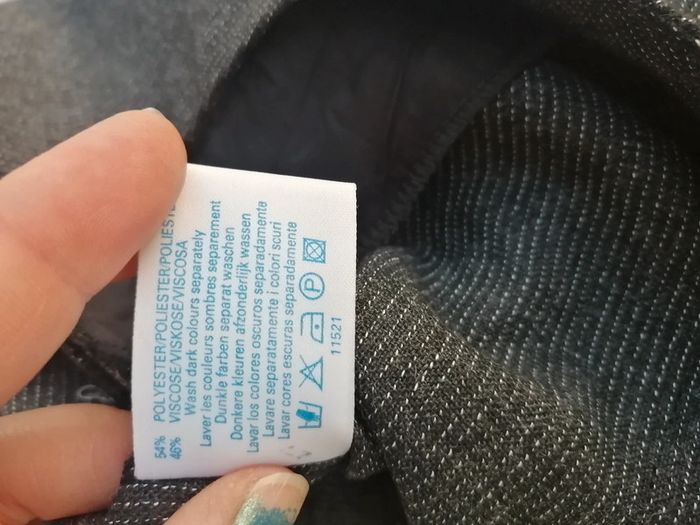 54% POLYESTER/POLIESTER/POLIEST
46% VISCOSE/VISKOSE/VISCOSA
Wash dark colours separately
Laver les couleurs sombres separement
Dunkle farben separat waschen
Donkere kleuren afzonderlijk wassen
Lavar los colores oscuros separadamente
Lavare separatamente i colori scuri
Lavar cores escuras separadamente
P
11521